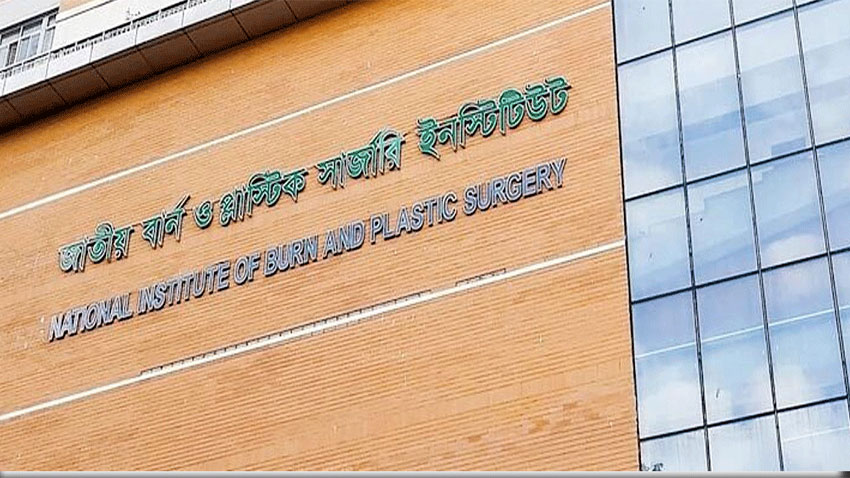 জাতীয় বার্ন ও প্লাস্টিক সার্জারি ইনস্টিটিউট
NATIONAL INSTITUTE OF BURN AND PLASTIC SURGERY